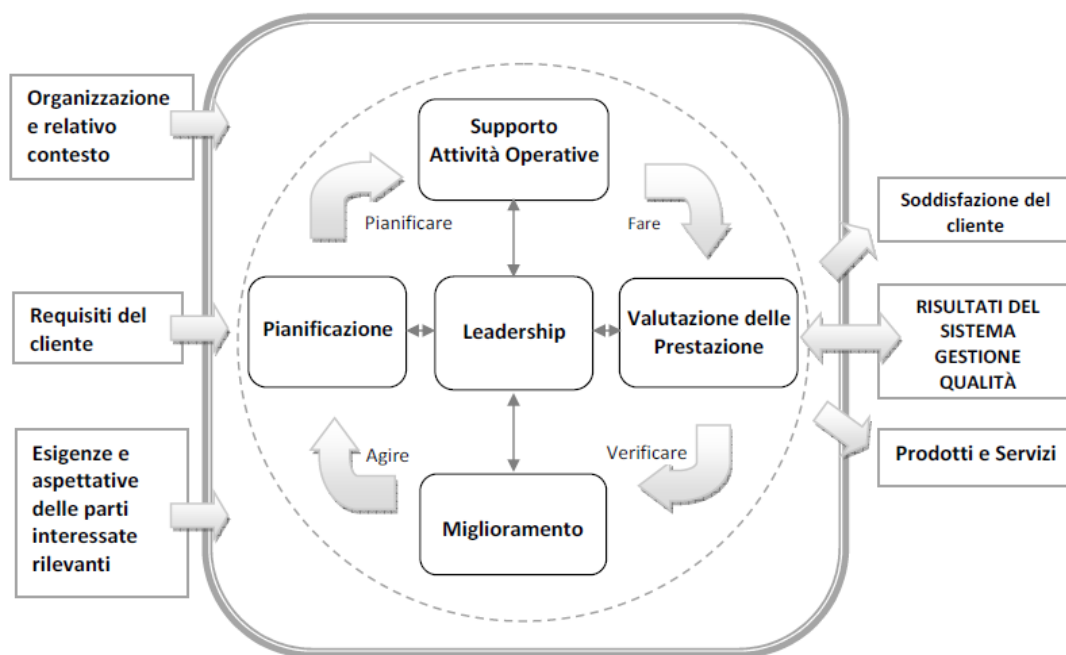 Organizzazione
e relativo
contesto
Requisiti del
cliente
Esigenze e
aspettative
delle parti
interessate
rilevanti
Supporto
Attività Operative
Pianificare
Fare
Pianificazione
Leadership
Valutazione delle
Prestazione
Agire
Verificare
Miglioramento
Soddisfazione del
cliente
RISULTATI DEL
SISTEMA
GESTIONE
QUALITÀ
Prodotti e Servizi